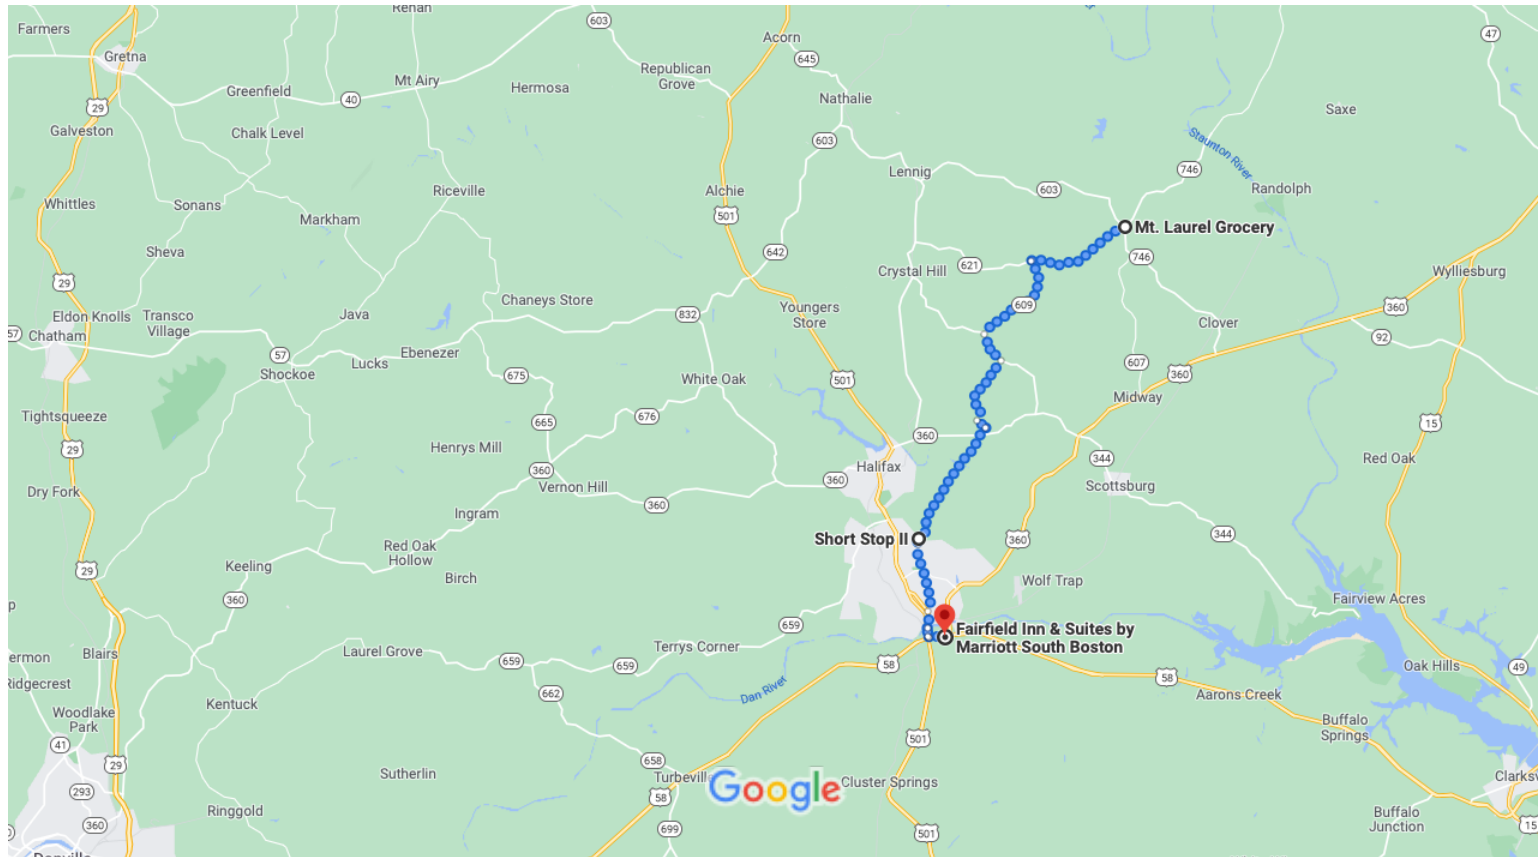 Renan
Farmers
603
Acorn
47
Gretna
645
Republican
Grove
Mt Airy
Hermosa
Greenfield
40
Nathalie
29
Saxe
Galveston
Chalk Level
603
Staunton River
Lennig
746
Riceville
Alchie
603
Randolph
Whittles
Sonans
Markham
501
Mt. Laurel Grocery
Sheva
642
746
Crystal Hill
621
Wylliesburg
29
Chaneys Store
609
360
Eldon Knolls
Transco
Village
Java
832
Youngers
Store
Clover
57
Chatham
92
57
Ebenezer
Lucks
607
Shockoe
675
White Oak
501
360
Midway
Tightsqueeze
665
676
15
29
Henrys Mill
360
344
Red Oak
360
Halifax
Dry Fork
Vernon Hill
360
Scottsburg
360
Ingram
Short Stop II
360
344
Red Oak
Hollow
29
Keeling
Birch
Wolf Trap
360
Fairview Acres
659
Fairfield Inn & Suites by
Marriott South Boston
Blairs
Laurel Grove
Terrys Corner
659
659
58
58
Oak Hills
49
ermon
Ridgecrest
662
Dan River
Aarons Creek
Kentuck
Woodlake
Park
Buffalo
Springs
41
501
29
658
Sutherlin
Turbeville
Google
Cluster Springs
Clarksv
293
58
Ringgold
Buffalo
Junction
360
699
501
15
Danville